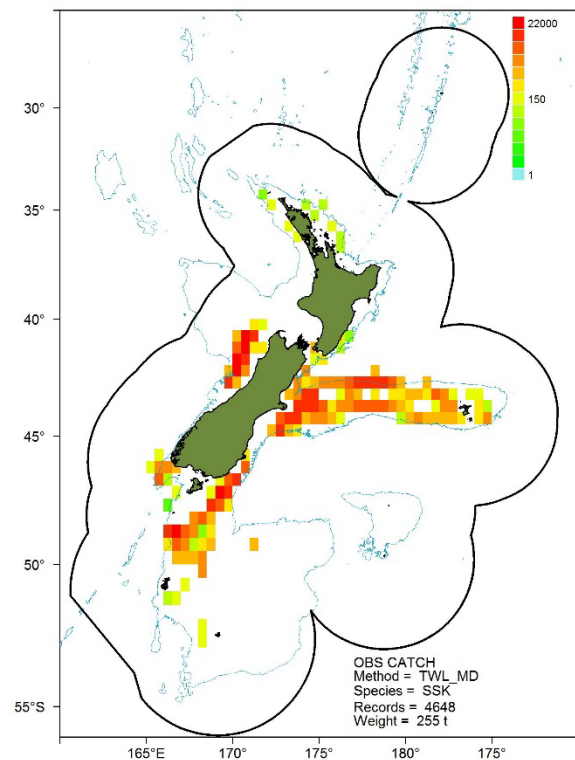 22000
150
1
30°
35°
40°
45°
50°
55°S
165°E
170°
175°
180°
175°
OBS CATCH
Method = TWL_MD
Species = SSK
Records = 4648
Weight = 255 t